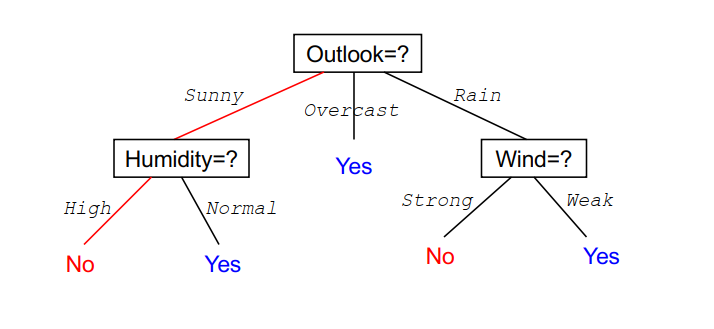 Outlook=?
Sunny
Overcast
Rain
Humidity=?
Yes
Wind=?
High
Normal
Strong
Weak
No
Yes
No
Yes